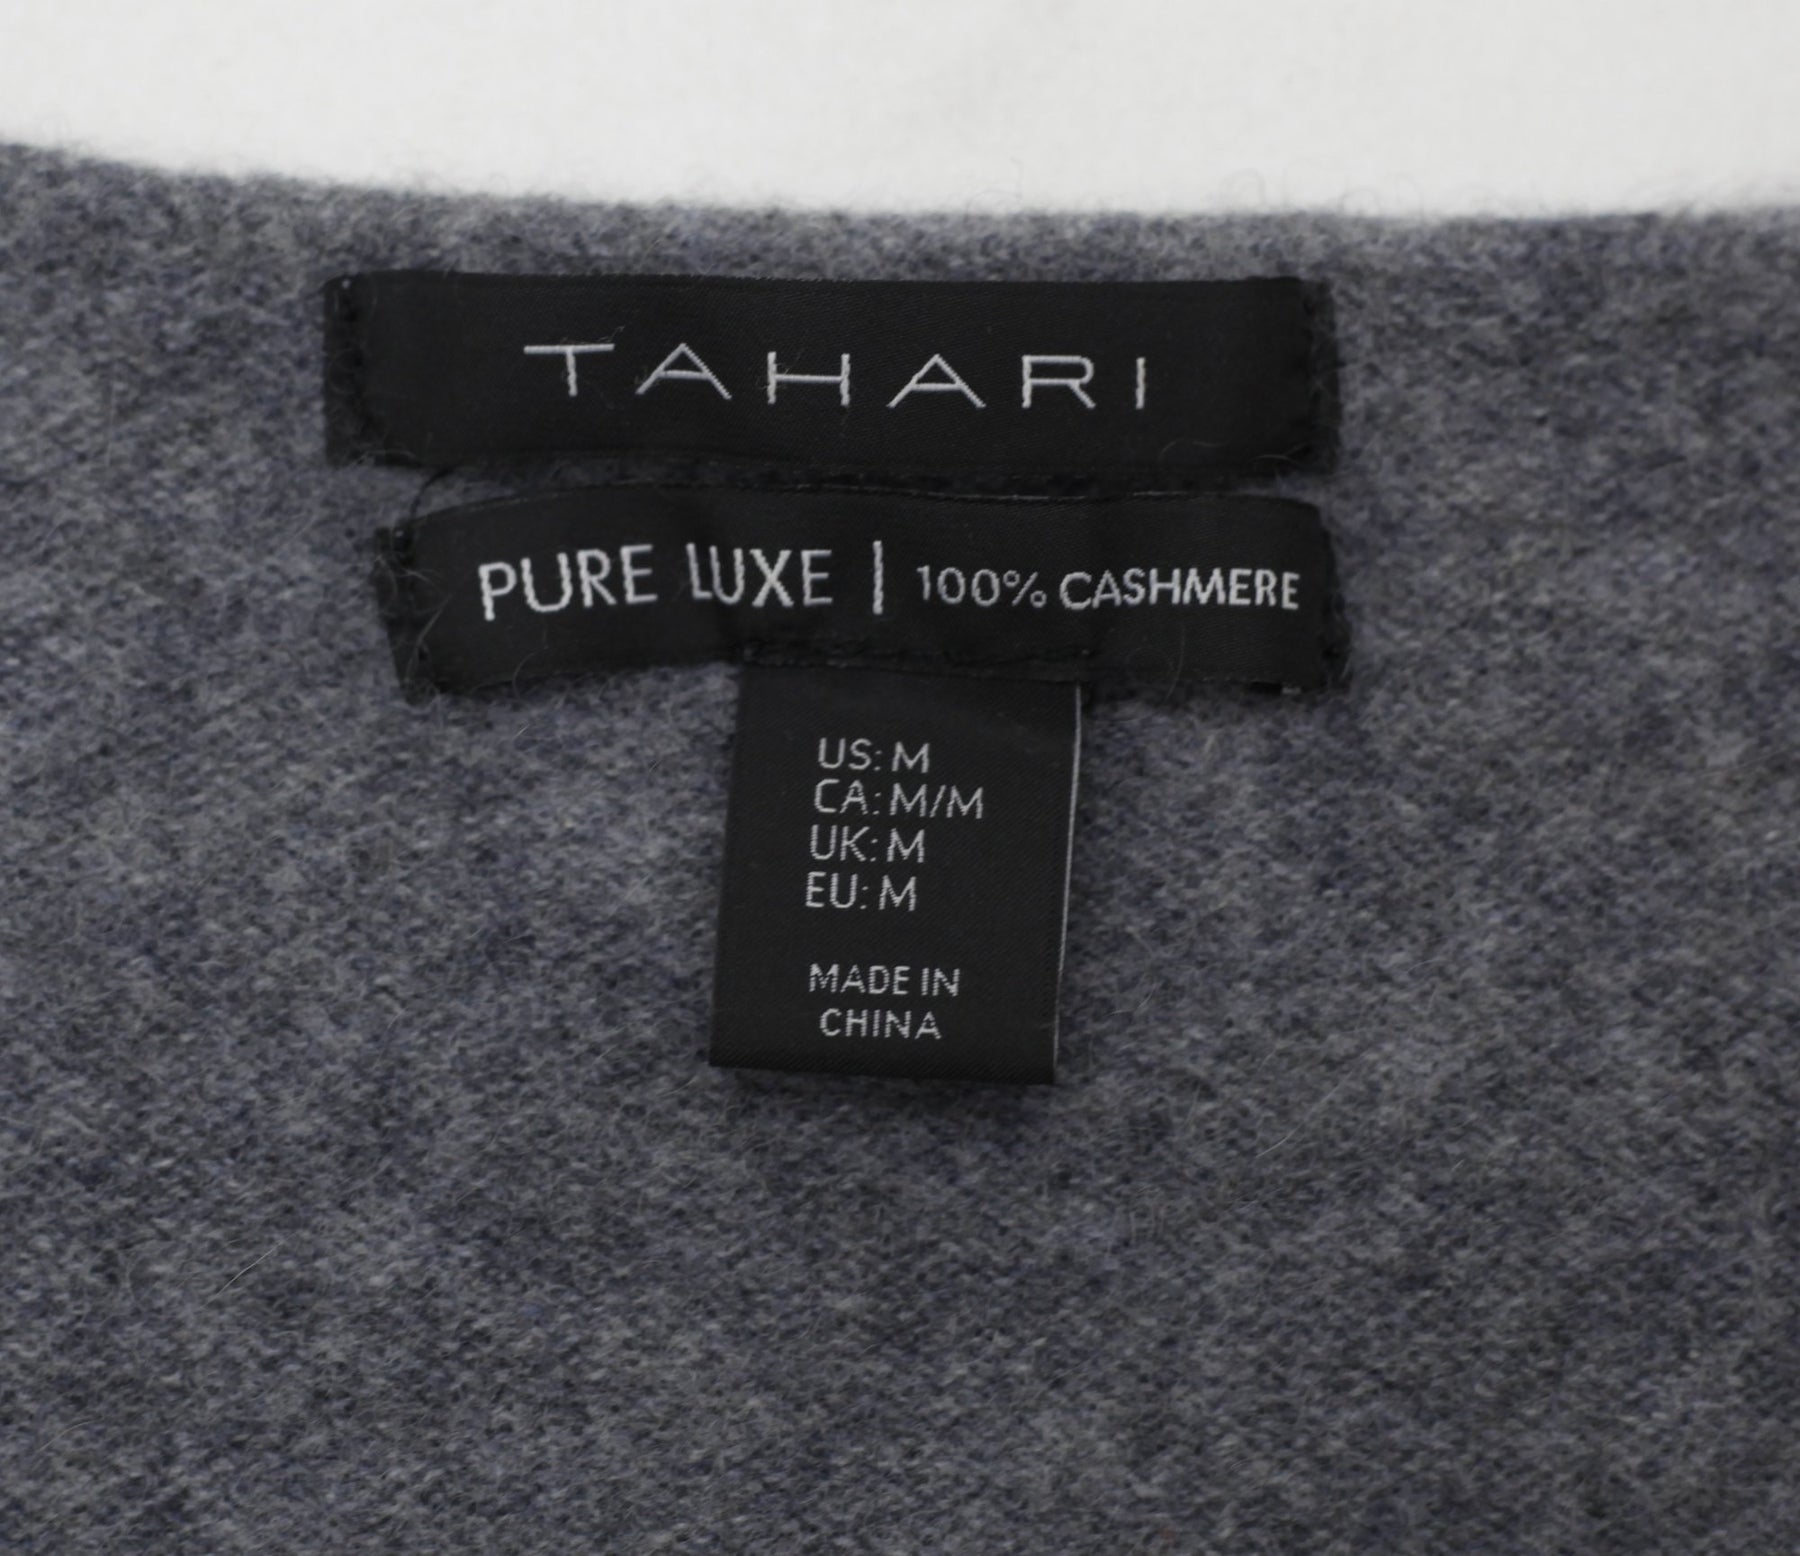 TAHARI
PURE LUXE | 100% CASHMERE
US: M
CA: M/M
UK: M
EU: M
MADE IN
CHINA